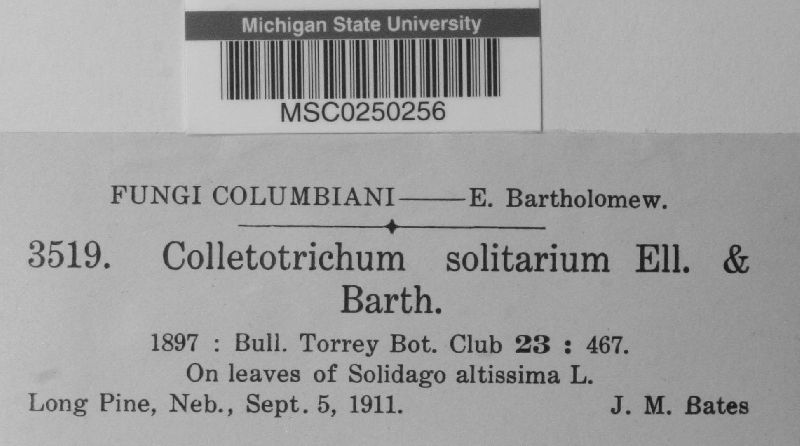 Michigan State University
MSC0250256
FUNGI COLUMBIANI——E. Bartholomew.
3519. Colletotrichum solitarium Ell. &
Barth.
1897 : Bull. Torrey Bot. Club 23 : 467.
On leaves of Solidago altissima L.
Long Pine, Neb., Sept. 5, 1911. J. M. Bates